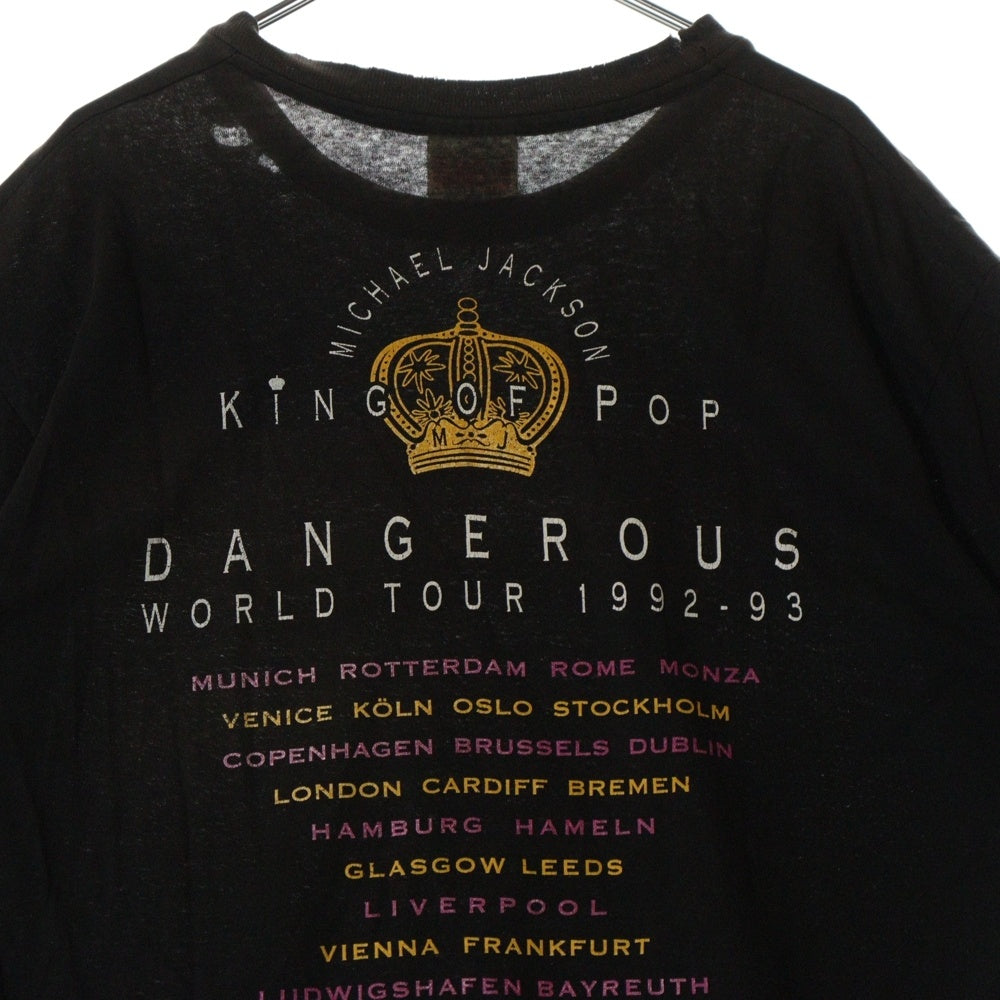 MICHAEL JACKSON
KING OF POP
M J
DANGEROUS
WORLD TOUR 1992-93
MUNICH ROTTERDAM ROME MONZA
VENICE KÖLN OSLO STOCKHOLM
COPENHAGEN BRUSSELS DUBLIN
LONDON CARDIFF BREMEN
HAMBURG HAMELN
GLASGOW LEEDS
LIVERPOOL
VIENNA FRANKFURT
LUDWIGSHAFEN BAYREUTH